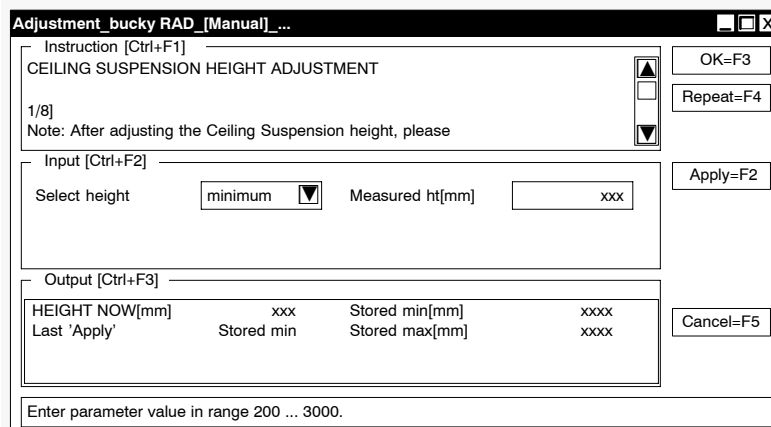 Adjustment_bucky RAD_[Manual]_...
Instruction [Ctrl+F1]
CEILING SUSPENSION HEIGHT ADJUSTMENT
1/8]
Note: After adjusting the Ceiling Suspension height, please
OK=F3
Repeat=F4
Input [Ctrl+F2]
Select height minimum Measured ht[mm] xxx
Apply=F2
Output [Ctrl+F3]
HEIGHT NOW[mm] xxx Stored min[mm] xxxx
Last 'Apply' Stored min Stored max[mm] xxxx
Cancel=F5
Enter parameter value in range 200 ... 3000.